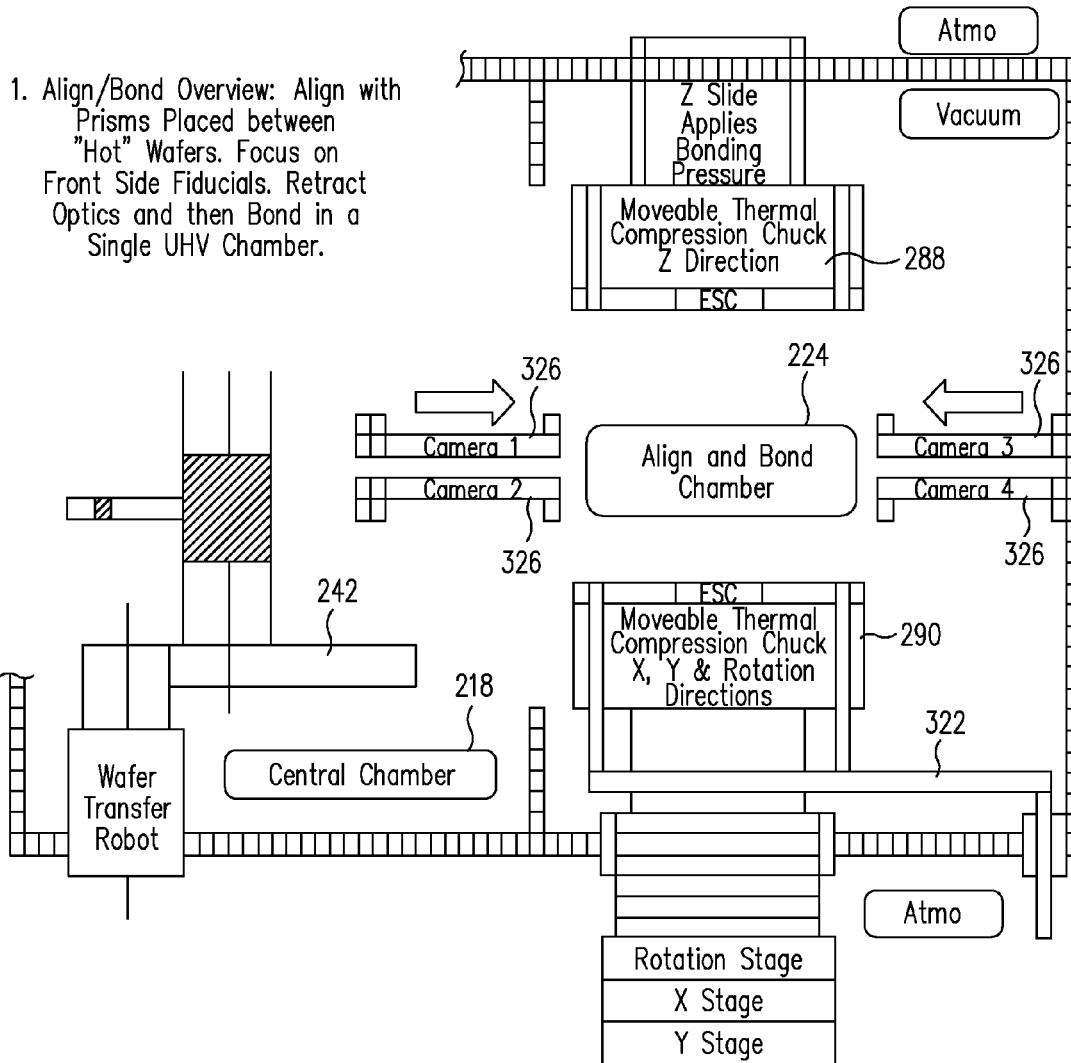 Atmo
1. Align/Bond Overview: Align with
Prisms Placed between
"Hot" Wafers. Focus on
Front Side Fiducials. Retract
Optics and then Bond in a
Single UHV Chamber.
Z Slide
Applies
Bonding
Pressure
Vacuum
Moveable Thermal
Compression Chuck
Z Direction
288
ESC
224
326
326
Camera 1
Camera 3
Align and Bond
Chamber
Camera 2
Camera 4
326
326
242
ESC
Moveable Thermal
Compression Chuck
X, Y & Rotation
Directions
290
218
322
Central Chamber
Wafer
Transfer
Robot
Atmo
Rotation Stage
X Stage
Y Stage